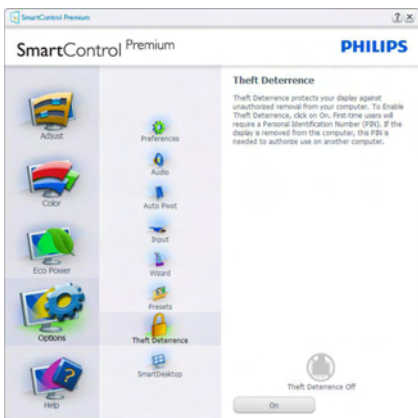 SmartControl Premium
SmartControl Premium
PHILIPS
Adjust
Color
Eco Power
Options
Help
Preferences
Audio
Auto Pivot
Input
Wizard
Presets
Theft Deterrence
SmartDesktop
Theft Deterrence
Theft Deterrence protects your display against
unauthorized removal from your computer. To Enable
Theft Deterrence, click on On. First-time users will
require a Personal Identification Number (PIN). If the
display is removed from this computer, this PIN is
needed to authorize use on another computer.
Theft Deterrence Off
On